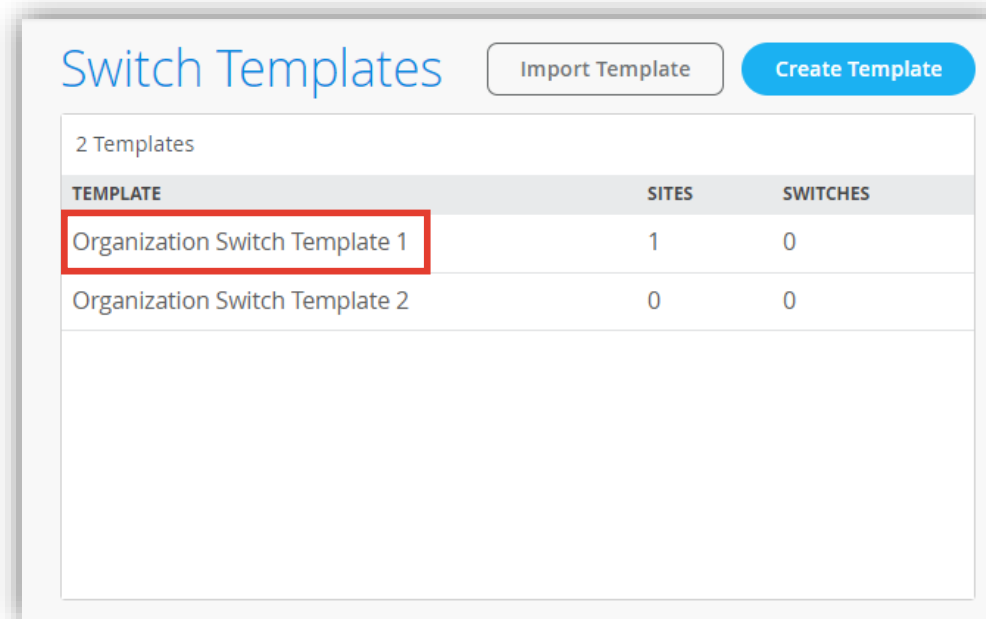 Switch Templates Import Template Create Template
2 Templates
TEMPLATE SITES SWITCHES
Organization Switch Template 1 1 0
Organization Switch Template 2 0 0